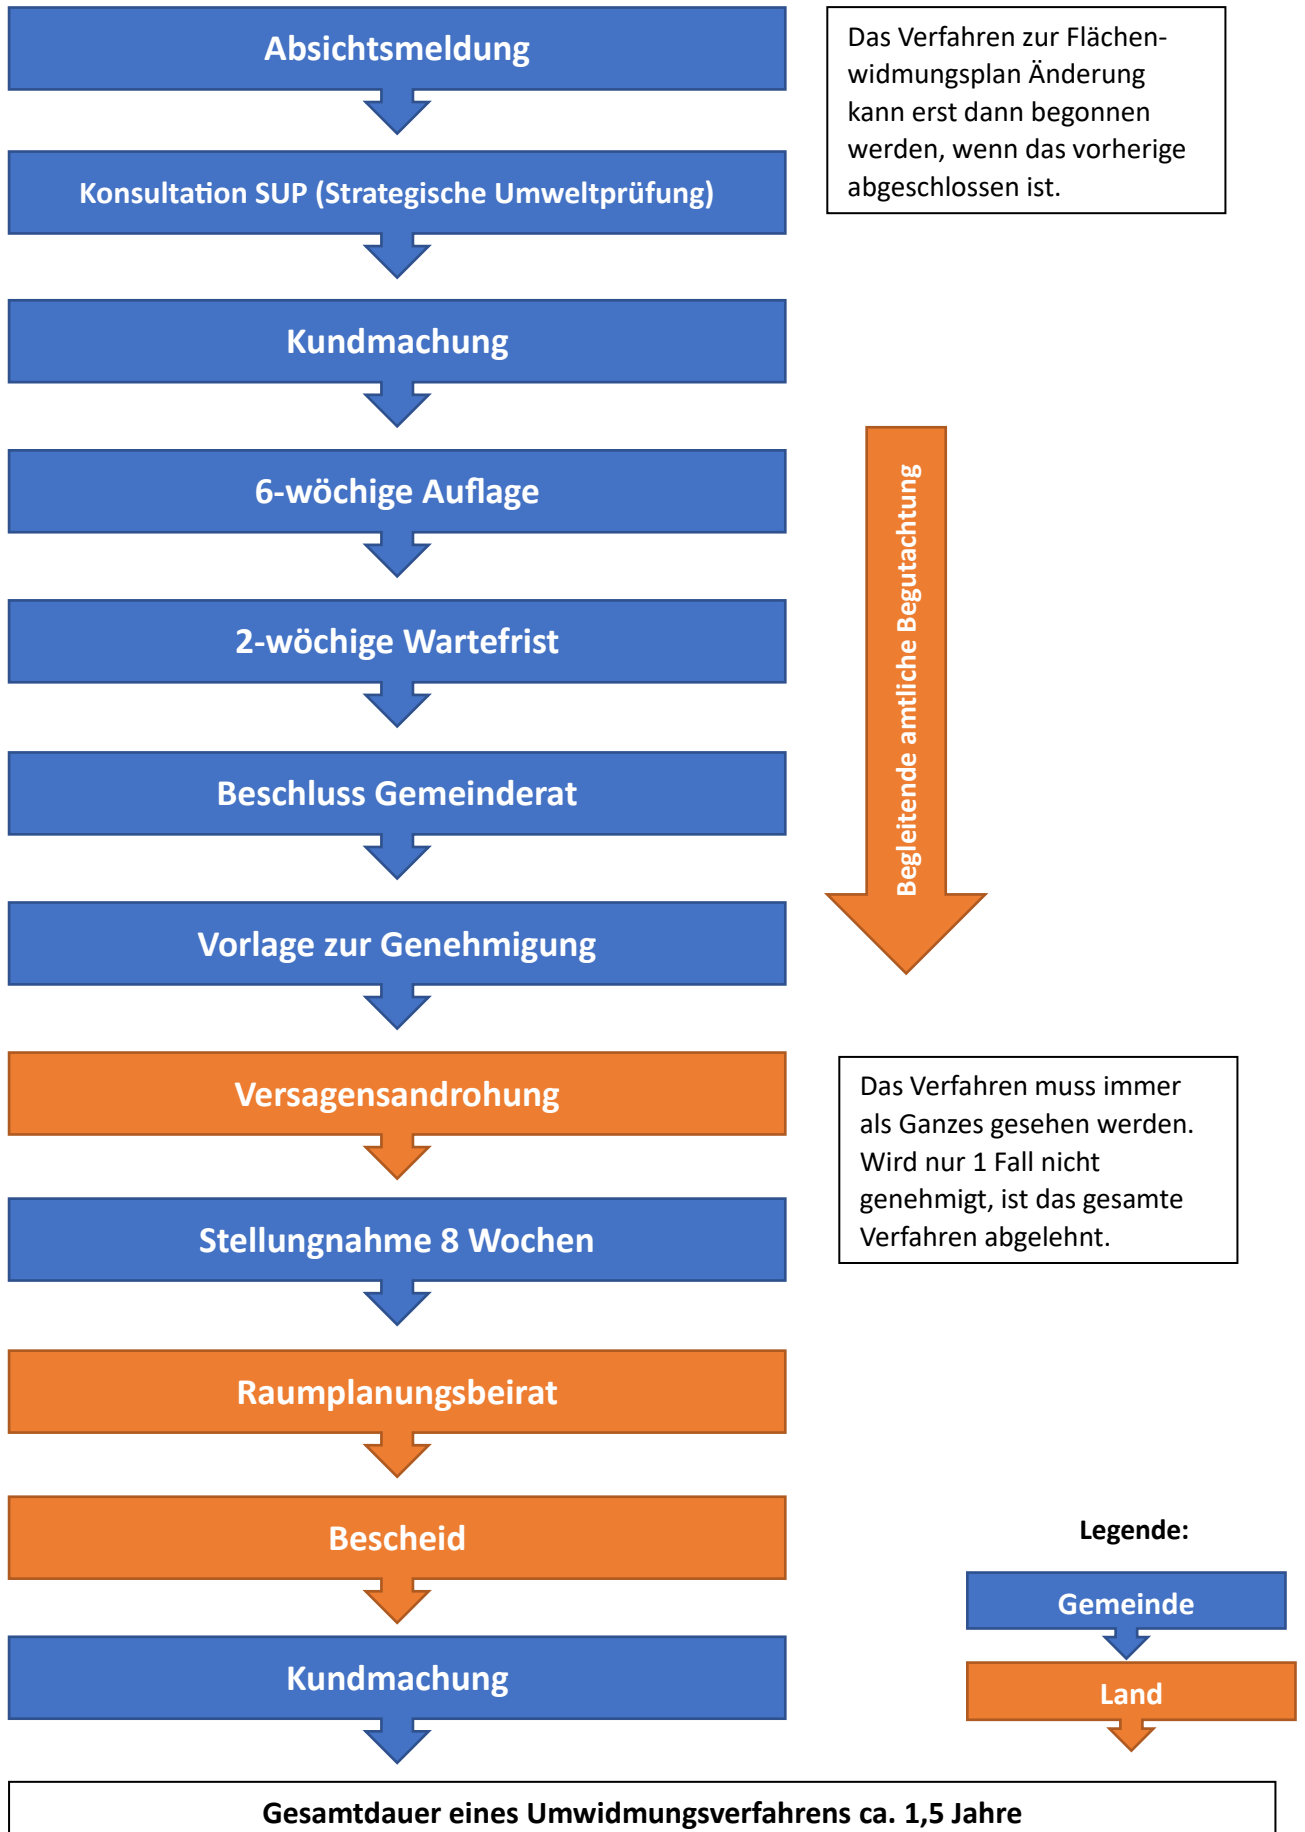 Absichtsmeldung
Das Verfahren zur Flächen-
widmungsplan Änderung
kann erst dann begonnen
werden, wenn das vorherige
abgeschlossen ist.
Konsultation SUP (Strategische Umweltprüfung)
Kundmachung
6-wöchige Auflage
2-wöchige Wartefrist
Beschluss Gemeinderat
Vorlage zur Genehmigung
Begleitende amtliche Begutachtung
Versagensandrohung
Das Verfahren muss immer
als Ganzes gesehen werden.
Wird nur 1 Fall nicht
genehmigt, ist das gesamte
Verfahren abgelehnt.
Stellungnahme 8 Wochen
Raumplanungsbeirat
Bescheid
Kundmachung
Legende:
Gemeinde
Land
Gesamtdauer eines Umwidmungsverfahrens ca. 1,5 Jahre